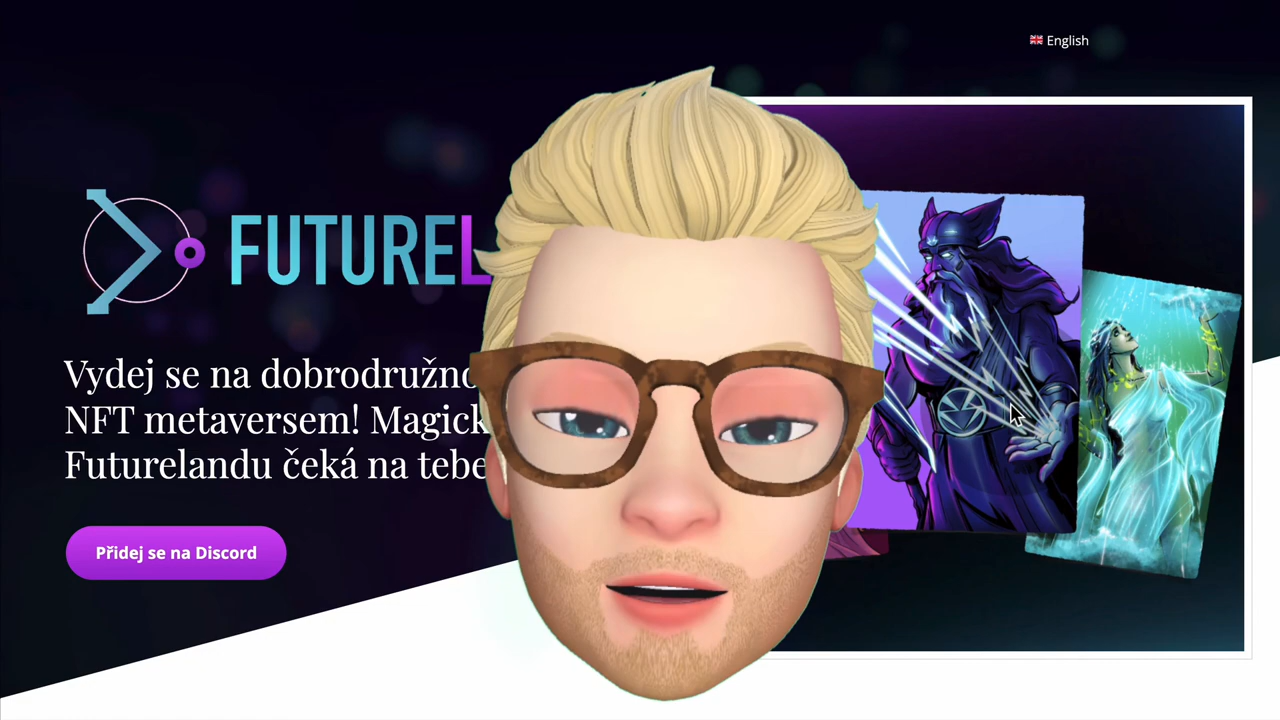 English
FUTUREL
Vydej se na dobrodružno
NFT metaversem! Magick
Futurelandu čeká na tebe
Přidej se na Discord